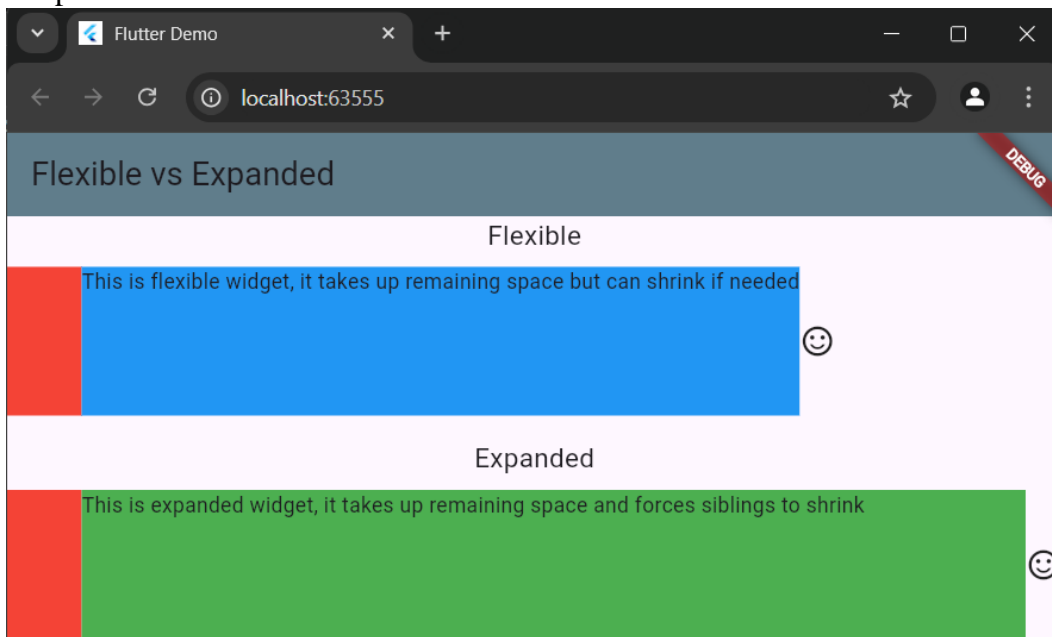 Flutter Demo
localhost:63555
Flexible vs Expanded
DEBUG
Flexible
This is flexible widget, it takes up remaining space but can shrink if needed
Expanded
This is expanded widget, it takes up remaining space and forces siblings to shrink